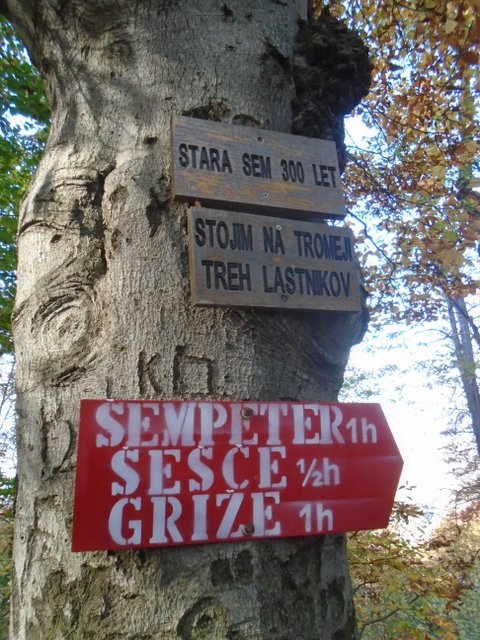 STARA SEM 300 LET
STOJIM NA TROMEJI
TREH LASTNIKOV
ŠEMPETER 1h
ŠEŠČE ½h
GRIŽE 1h